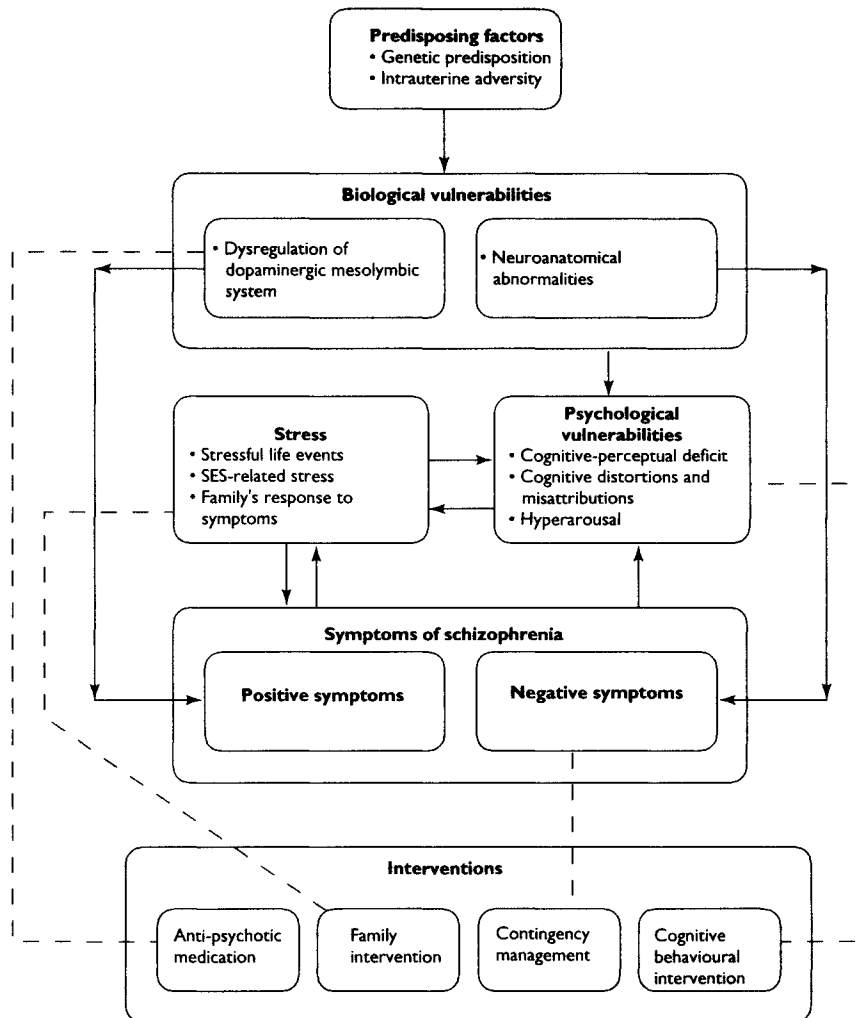 Predisposing factors
• Genetic predisposition
• Intrauterine adversity
Biological vulnerabilities
• Dysregulation of
dopaminergic mesolymbic
system
• Neuroanatomical
abnormalities
Stress
• Stressful life events
• SES-related stress
• Family's response to
symptoms
Psychological
vulnerabilities
• Cognitive-perceptual deficit
• Cognitive distortions and
misattributions
• Hyperarousal
Symptoms of schizophrenia
Positive symptoms
Negative symptoms
Interventions
Anti-psychotic
medication
Family
intervention
Contingency
management
Cognitive
behavioural
intervention